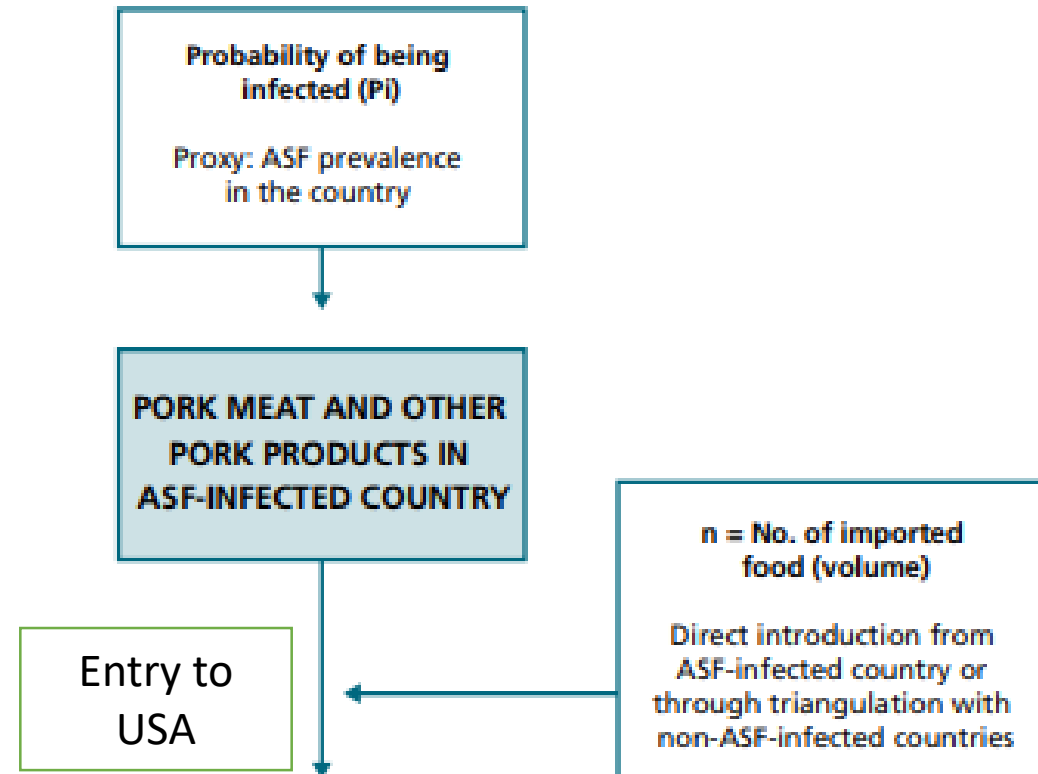 Probability of being
infected (Pi)
Proxy: ASF prevalence
in the country
PORK MEAT AND OTHER
PORK PRODUCTS IN
ASF-INFECTED COUNTRY
n = No. of imported
food (volume)
Direct introduction from
ASF-infected country or
through triangulation with
non-ASF-infected countries
Entry to
USA